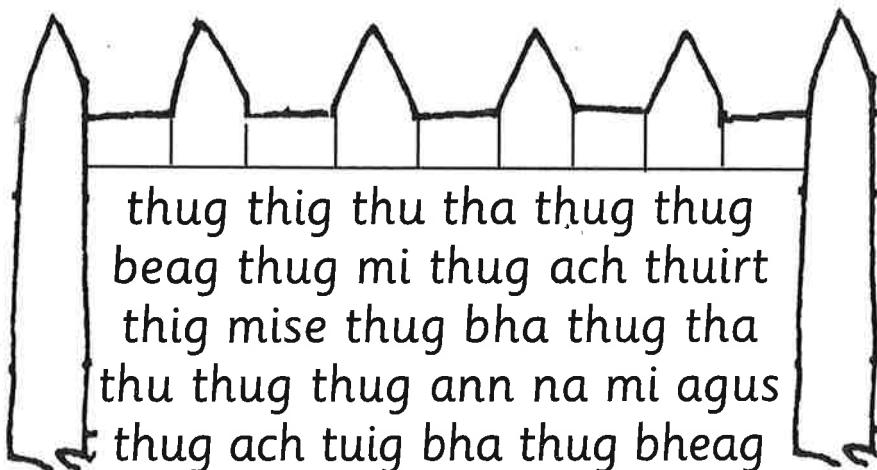 thug thig thu tha thug thug
beag thug mi thug ach thuirt
thig mise thug bha thug tha
thu thug thug ann na mi agus
thug ach tuig bha thug bheag